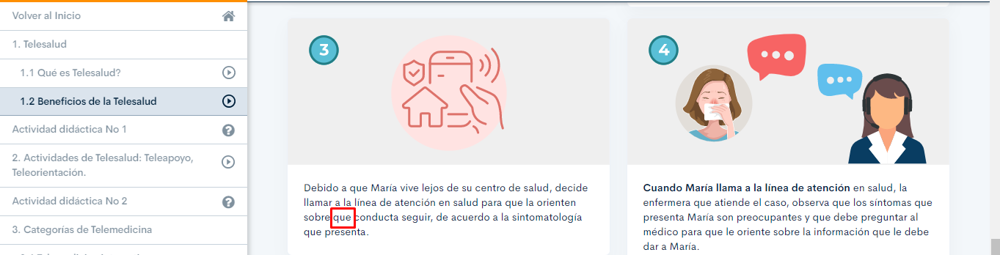 Volver al Inicio
1. Telesalud
1.1 Qué es Telesalud?
1.2 Beneficios de la Telesalud
Actividad didáctica No 1
2. Actividades de Telesalud: Teleapoyo,
Teleorientación.
Actividad didáctica No 2
3. Categorías de Telemedicina
3
Debido a que María vive lejos de su centro de salud, decide
llamar a la línea de atención en salud para que la orienten
sobre que conducta seguir, de acuerdo a la sintomatología
que presenta.
4
Cuando María llama a la línea de atención en salud, la
enfermera que atiende el caso, observa que los síntomas que
presenta María son preocupantes y que debe preguntar al
médico para que le oriente sobre la información que le debe
dar a María.